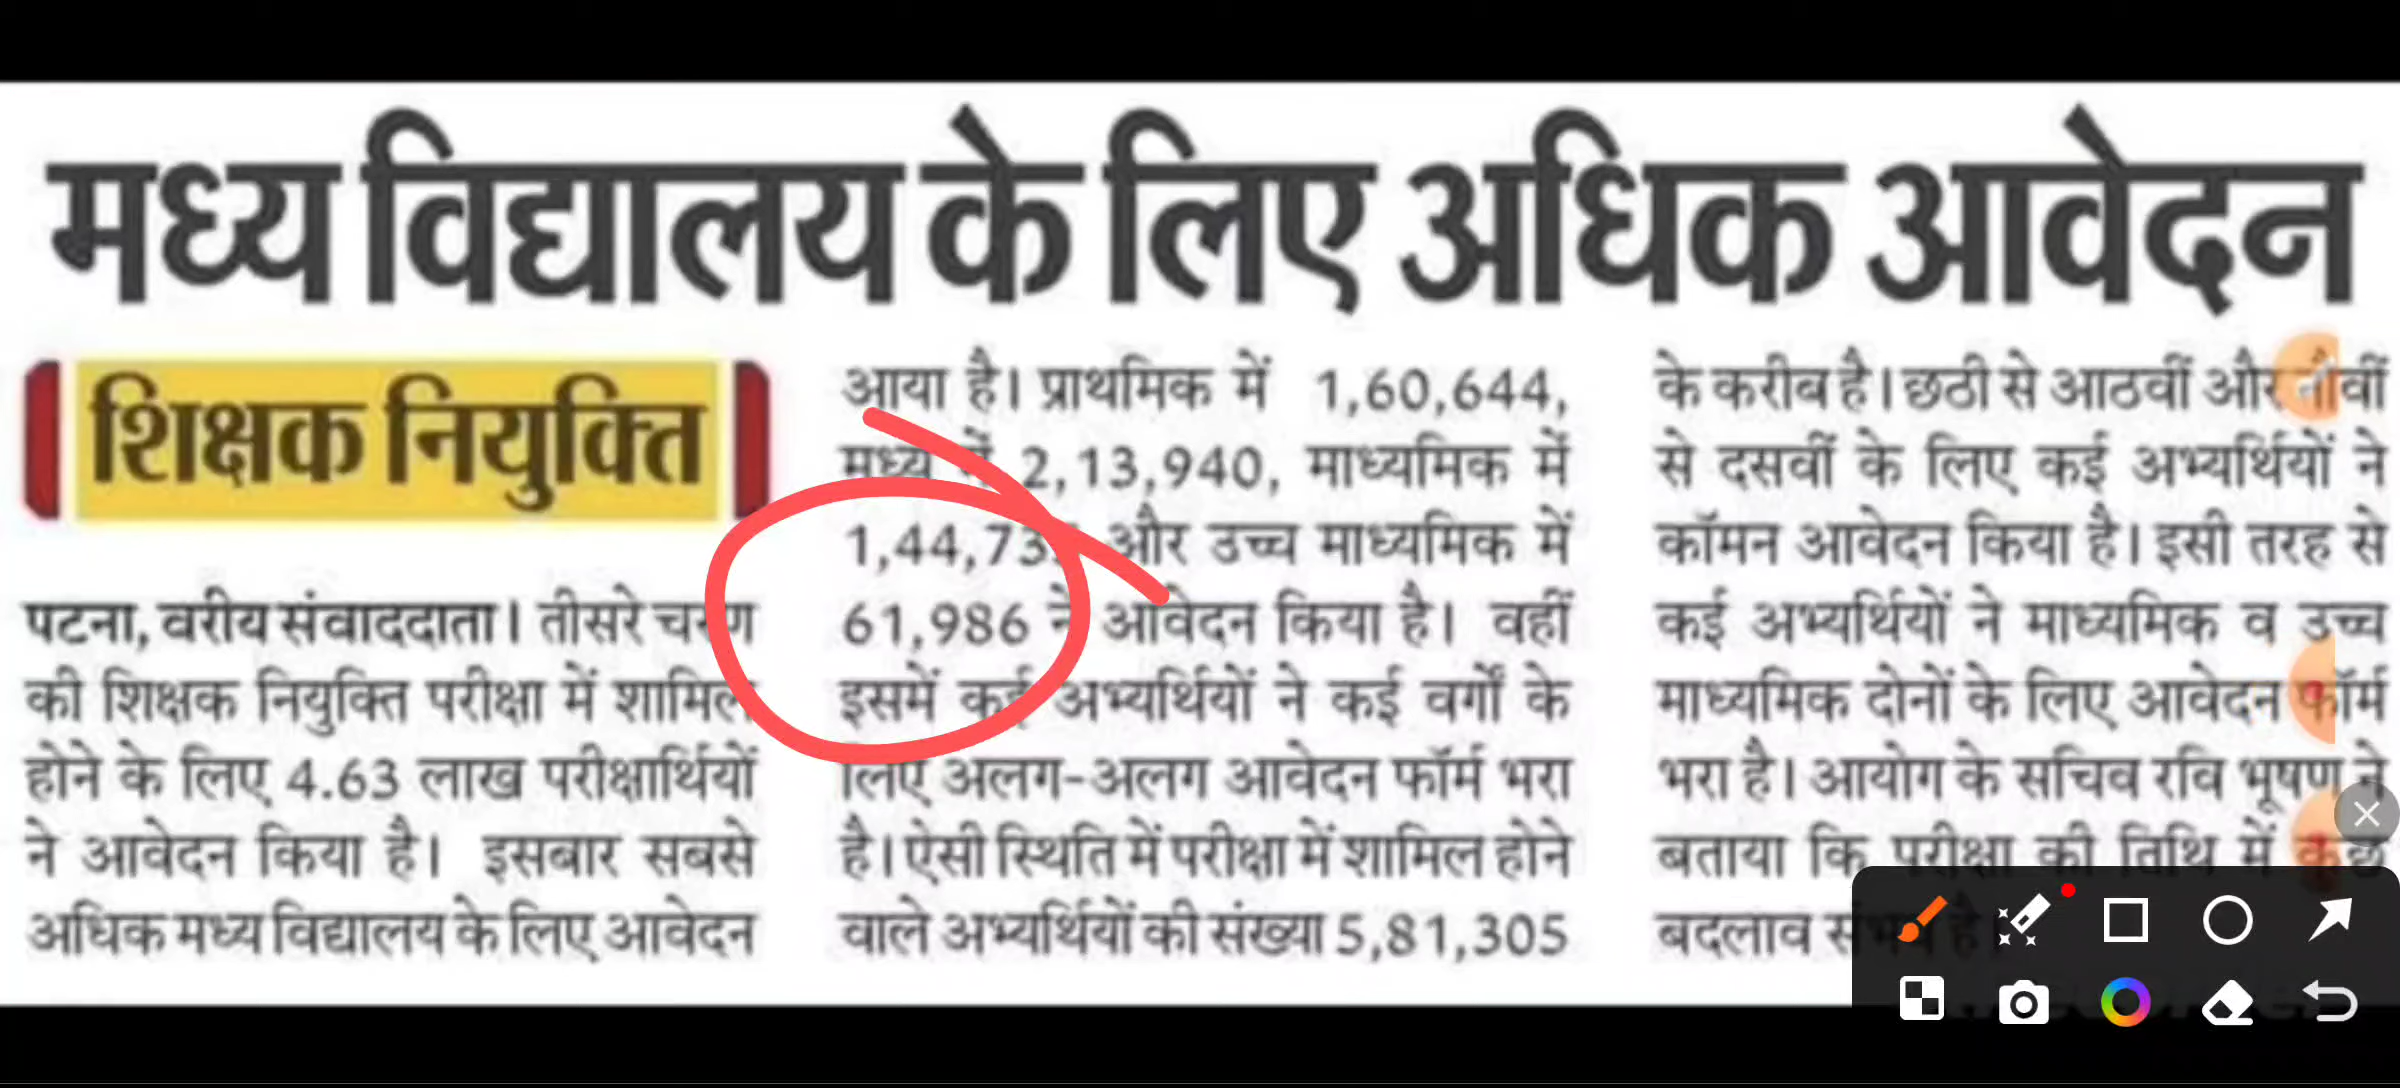 मध्य विद्यालय के लिए अधिक आवेदन
शिक्षक नियुक्ति
पटना, वरीय संवाददाता। तीसरे चरण
की शिक्षक नियुक्ति परीक्षा में शामिल
होने के लिए 4.63 लाख परीक्षार्थियों
ने आवेदन किया है। इसबार सबसे
अधिक मध्य विद्यालय के लिए आवेदन
आया है। प्राथमिक में 1,60,644,
मध्य में 2,13,940, माध्यमिक में
और उच्च माध्यमिक में
61,986 ने आवेदन किया है। वहीं
इसमें कई अभ्यर्थियों ने कई वर्गों के
लिए अलग-अलग आवेदन फॉर्म भरा
है। ऐसी स्थिति में परीक्षा में शामिल होने
वाले अभ्यर्थियों की संख्या 5,81,305
के करीब है। छठी से आठवीं और नौवीं
से दसवीं के लिए कई अभ्यर्थियों ने
कॉमन आवेदन किया है। इसी तरह से
कई अभ्यर्थियों ने माध्यमिक व उच्च
माध्यमिक दोनों के लिए आवेदन फॉर्म
भरा है। आयोग के सचिव रवि भूषण ने
बताया कि परीक्षा की तिथि में कुछ
बदलाव संभव है।